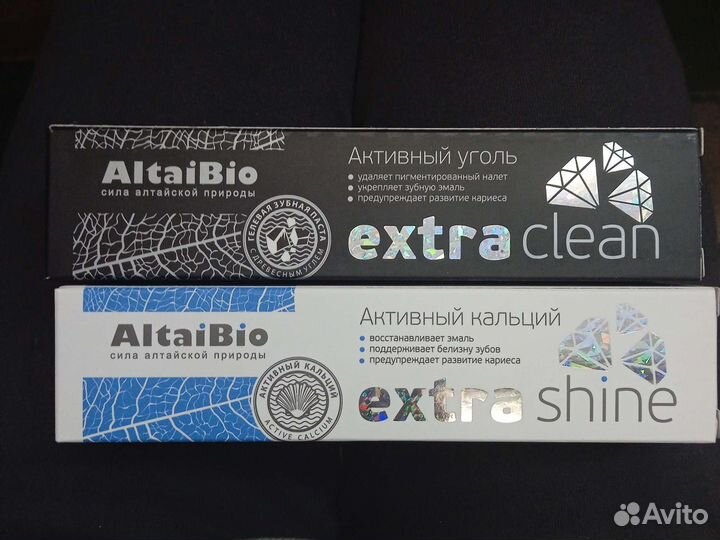 AltaiBio
сила алтайской природы
ГЕЛЕВАЯ ЗУБНАЯ ПАСТА
С ДРЕВЕСНЫМ УГЛЕМ
Активный уголь
• удаляет пигментированный налет
• укрепляет зубную эмаль
• предупреждает развитие кариеса
extra clean
AltaiBio
сила алтайской природы
АКТИВНЫЙ КАЛЬЦИЙ
ACTIVE CALCIUM
Активный кальций
• восстанавливает эмаль
• поддерживает белизну зубов
• предупреждает развитие кариеса
extra shine
Avito